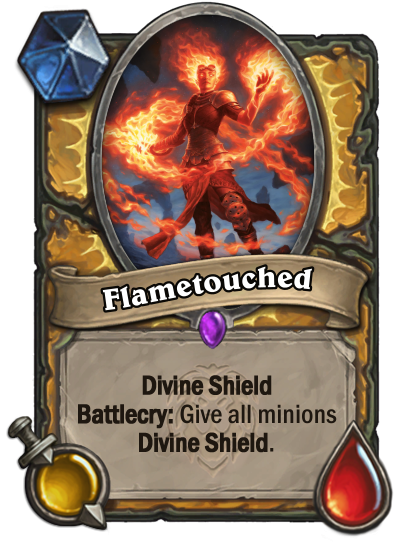 Flametouched
Divine Shield
Battlecry: Give all minions
Divine Shield.